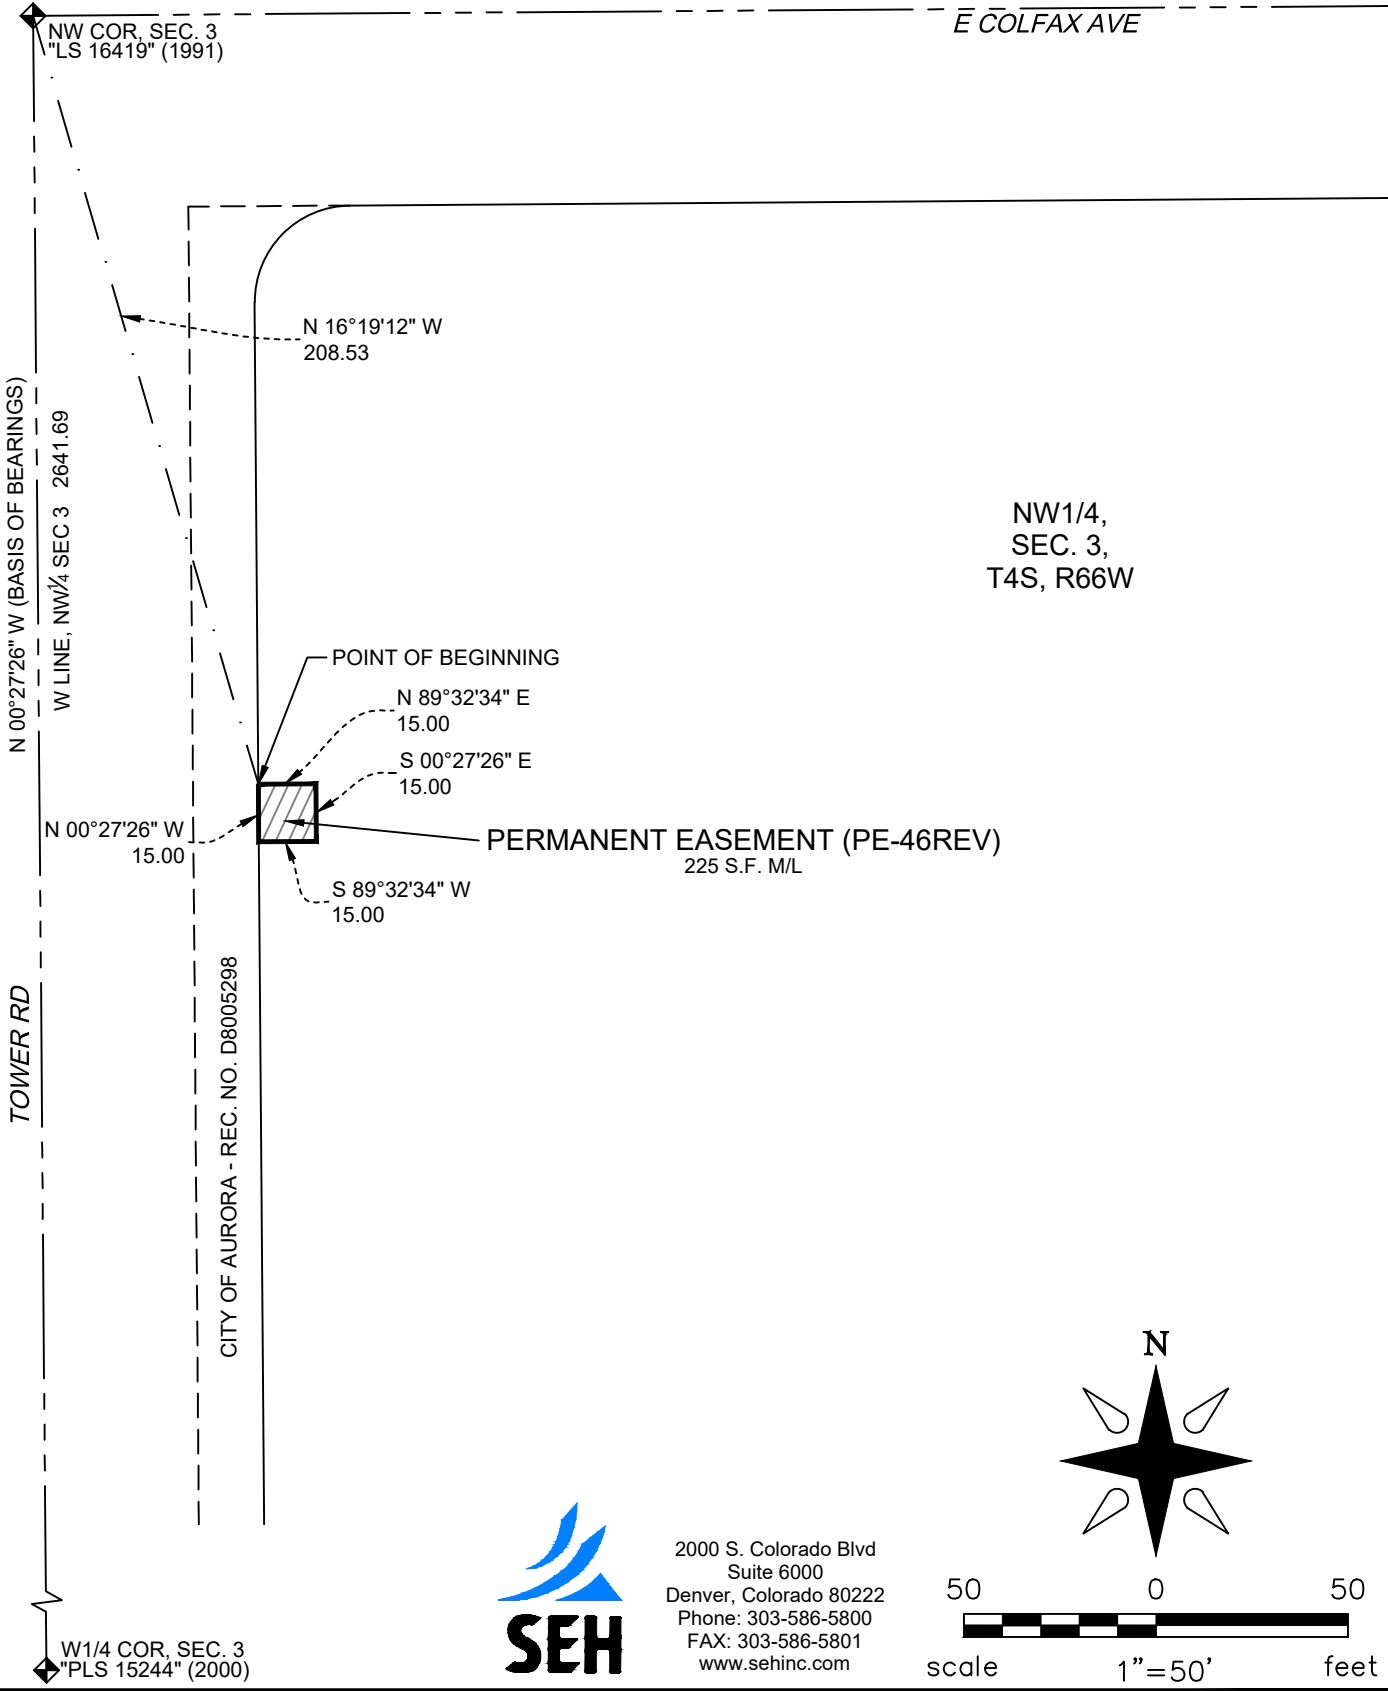 E COLFAX AVE
NW COR, SEC. 3
"LS 16419" (1991)
N 16°19'12" W
208.53
N 00°27'26" W (BASIS OF BEARINGS)
W LINE, NW1/4 SEC 3 2641.69
NW1/4,
SEC. 3,
T4S, R66W
POINT OF BEGINNING
N 89°32'34" E
15.00
S 00°27'26" E
15.00
N 00°27'26" W
15.00
PERMANENT EASEMENT (PE-46REV)
225 S.F. M/L
S 89°32'34" W
15.00
TOWER RD
CITY OF AURORA - REC. NO. D8005298
N
SEH
2000 S. Colorado Blvd
Suite 6000
Denver, Colorado 80222
Phone: 303-586-5800
FAX: 303-586-5801
www.sehinc.com
50 0 50
scale 1"=50' feet
W1/4 COR, SEC. 3
"PLS 15244" (2000)